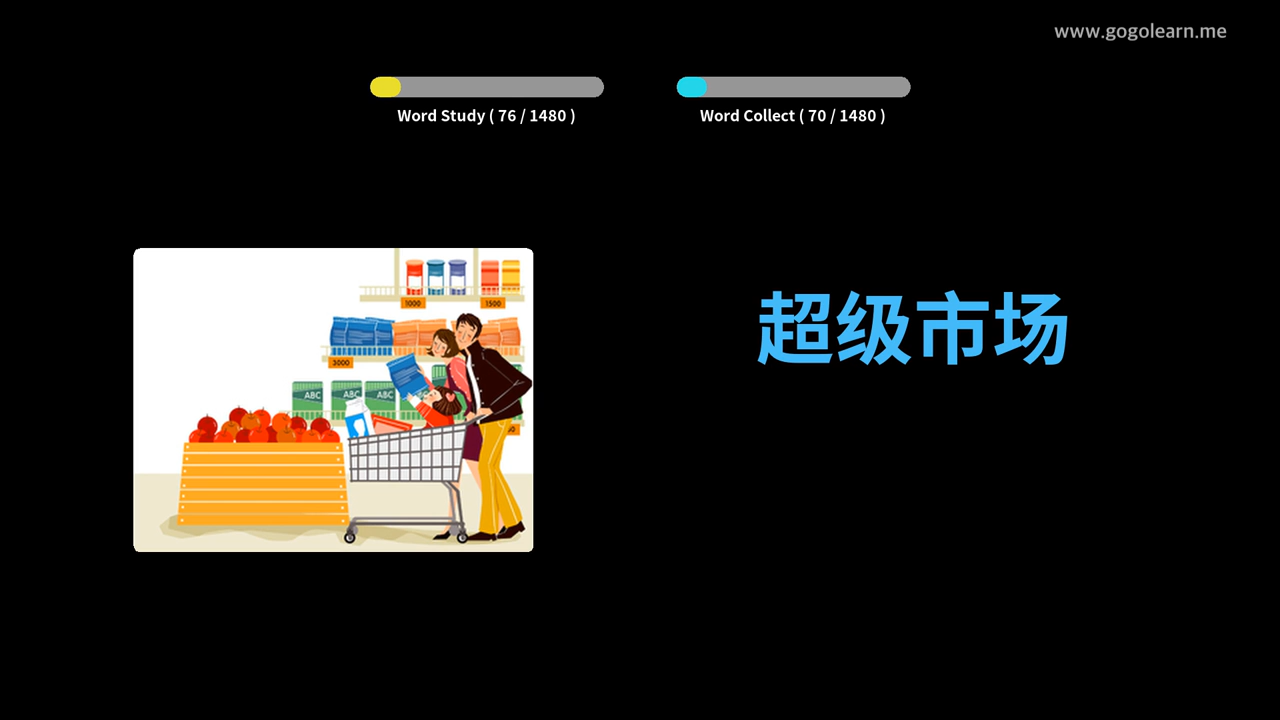 www.gogolearn.me
Word Study ( 76 / 1480 )
Word Collect ( 70 / 1480 )
超级市场
1000
1500
3000
ABC
ABC
ABC